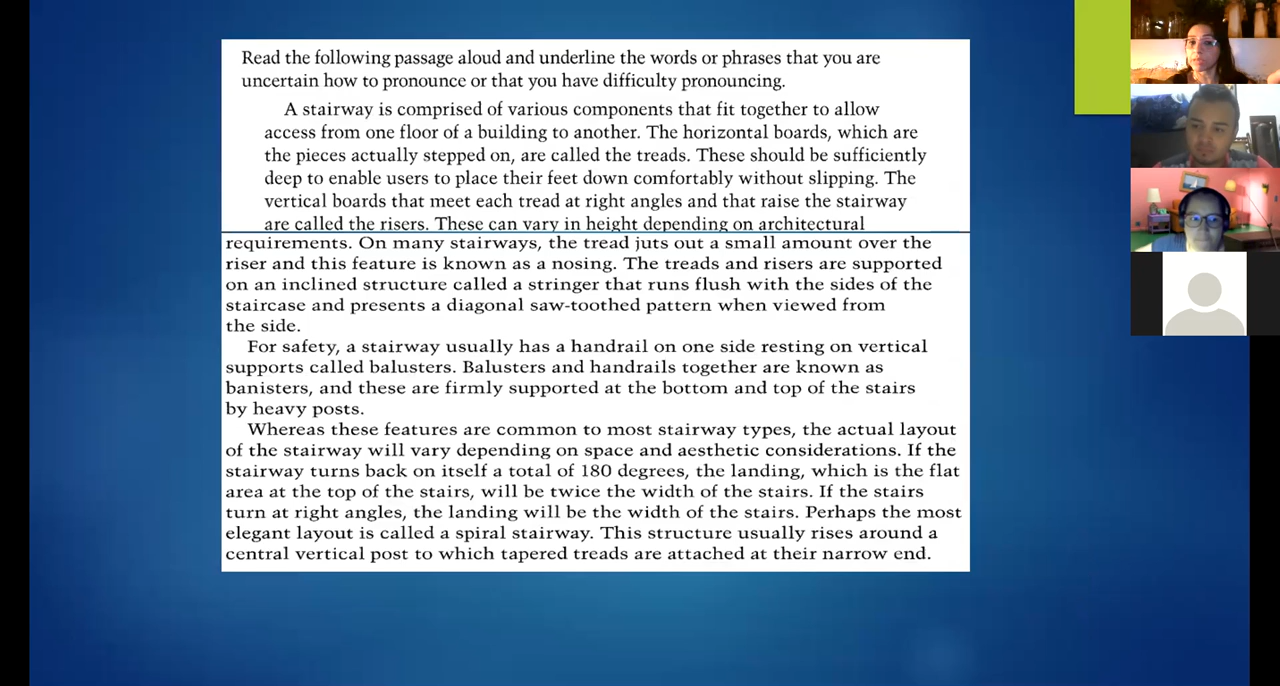 Read the following passage aloud and underline the words or phrases that you are
uncertain how to pronounce or that you have difficulty pronouncing.
A stairway is comprised of various components that fit together to allow
access from one floor of a building to another. The horizontal boards, which are
the pieces actually stepped on, are called the treads. These should be sufficiently
deep to enable users to place their feet down comfortably without slipping. The
vertical boards that meet each tread at right angles and that raise the stairway
are called the risers. These can vary in height depending on architectural
requirements. On many stairways, the tread juts out a small amount over the
riser and this feature is known as a nosing. The treads and risers are supported
on an inclined structure called a stringer that runs flush with the sides of the
staircase and presents a diagonal saw-toothed pattern when viewed from
the side.
For safety, a stairway usually has a handrail on one side resting on vertical
supports called balusters. Balusters and handrails together are known as
banisters, and these are firmly supported at the bottom and top of the stairs
by heavy posts.
Whereas these features are common to most stairway types, the actual layout
of the stairway will vary depending on space and aesthetic considerations. If the
stairway turns back on itself a total of 180 degrees, the landing, which is the flat
area at the top of the stairs, will be twice the width of the stairs. If the stairs
turn at right angles, the landing will be the width of the stairs. Perhaps the most
elegant layout is called a spiral stairway. This structure usually rises around a
central vertical post to which tapered treads are attached at their narrow end.